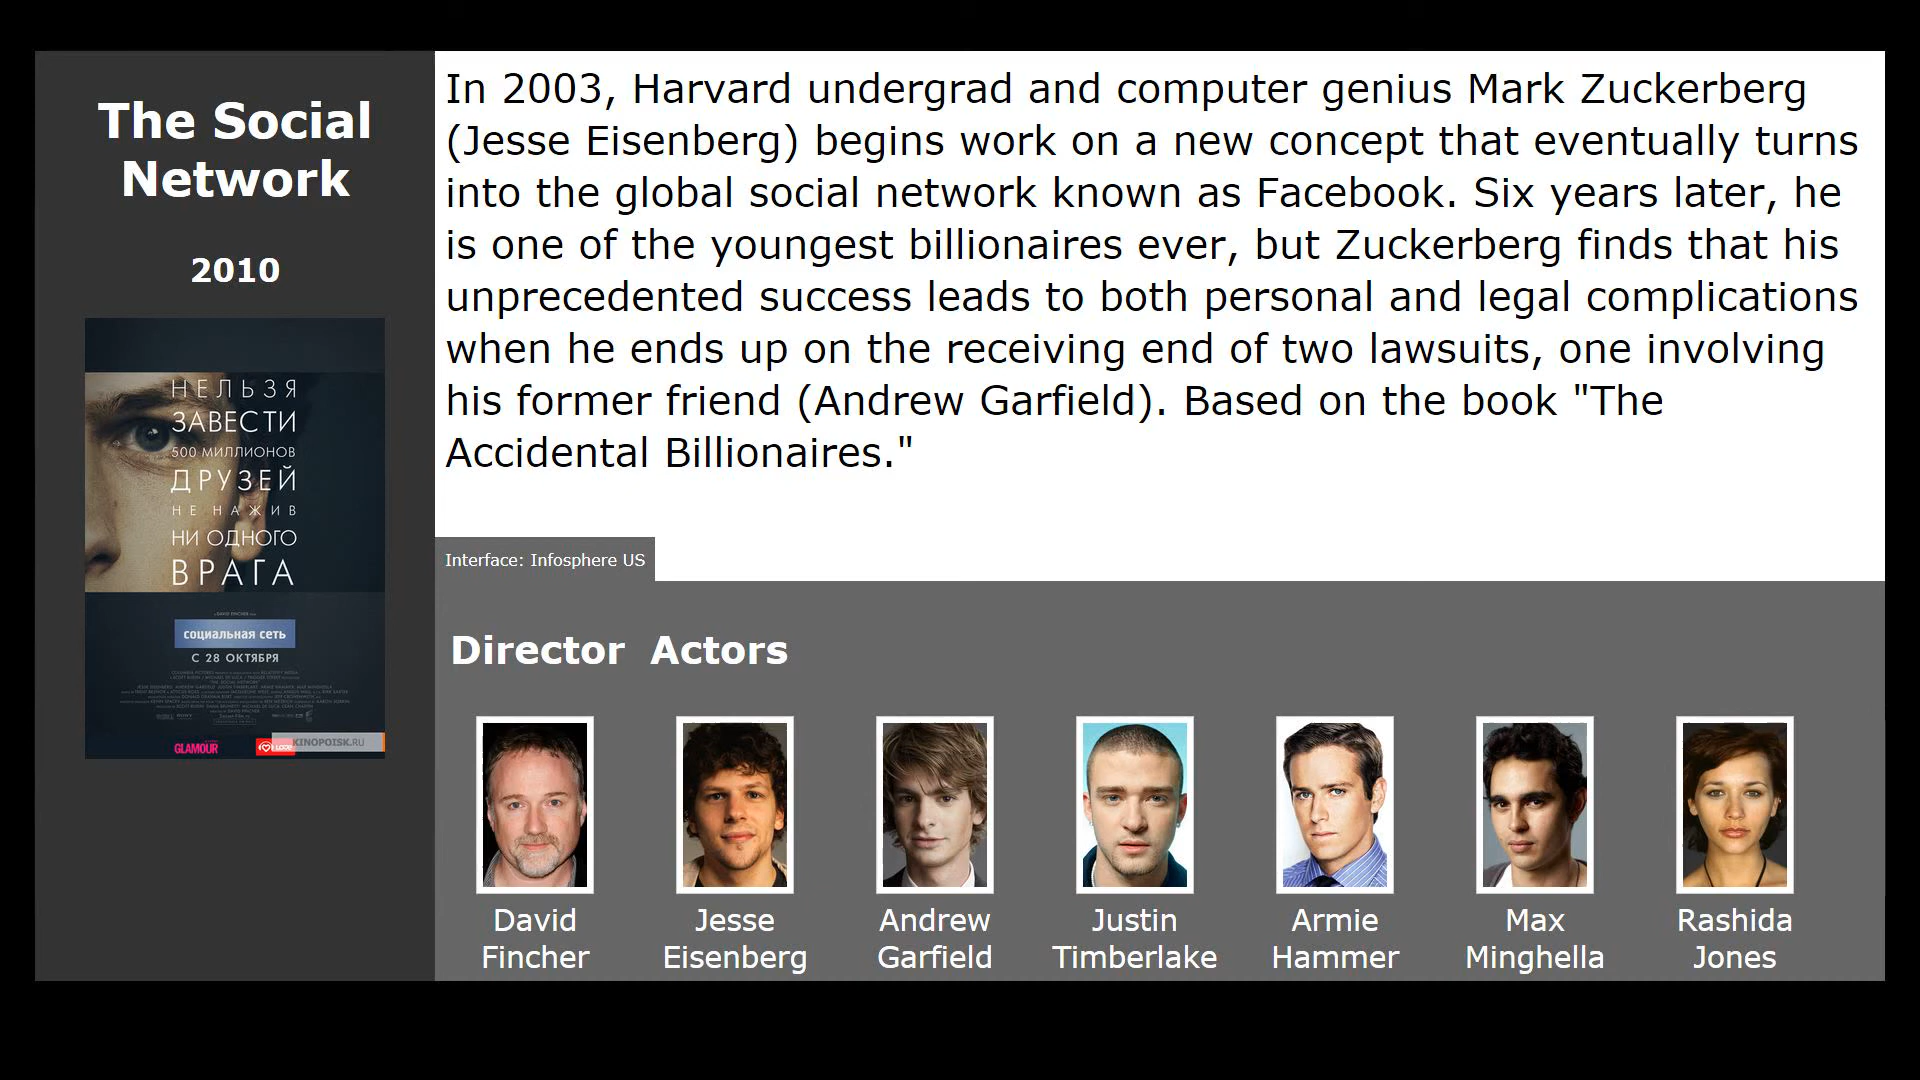 The Social
Network
2010
НЕЛЬЗЯ
ЗАВЕСТИ
500 МИЛЛИОНОВ
ДРУЗЕЙ
НЕ НАЖИВ
НИ ОДНОГО
ВРАГА
социальная сеть
С 28 ОКТЯБРЯ
GLAMOUR
KINOPOISK.RU
In 2003, Harvard undergrad and computer genius Mark Zuckerberg
(Jesse Eisenberg) begins work on a new concept that eventually turns
into the global social network known as Facebook. Six years later, he
is one of the youngest billionaires ever, but Zuckerberg finds that his
unprecedented success leads to both personal and legal complications
when he ends up on the receiving end of two lawsuits, one involving
his former friend (Andrew Garfield). Based on the book "The
Accidental Billionaires."
Interface: Infosphere US
Director Actors
David
Fincher
Jesse
Eisenberg
Andrew
Garfield
Justin
Timberlake
Armie
Hammer
Max
Minghella
Rashida
Jones